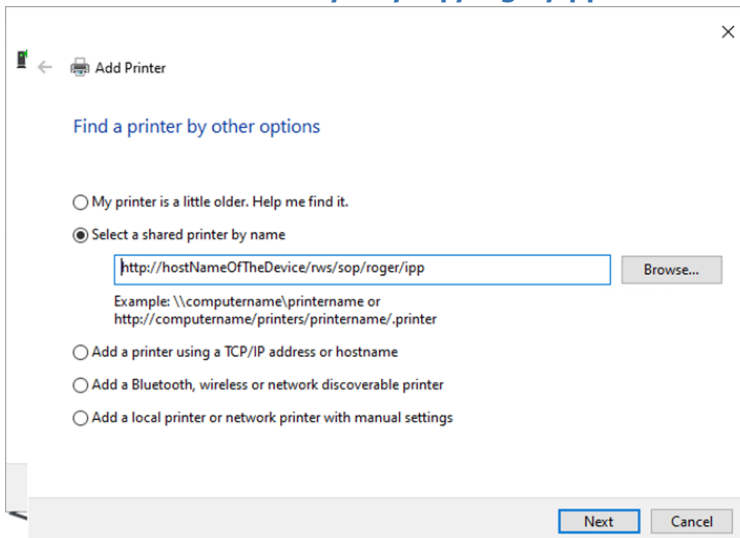 Add Printer
Find a printer by other options
My printer is a little older. Help me find it.
Select a shared printer by name
http://hostNameOfTheDevice/rws/sop/roger/ipp
Browse...
Example: \\computername\printername or
http://computername/printers/printername/.printer
Add a printer using a TCP/IP address or hostname
Add a Bluetooth, wireless or network discoverable printer
Add a local printer or network printer with manual settings
Next
Cancel